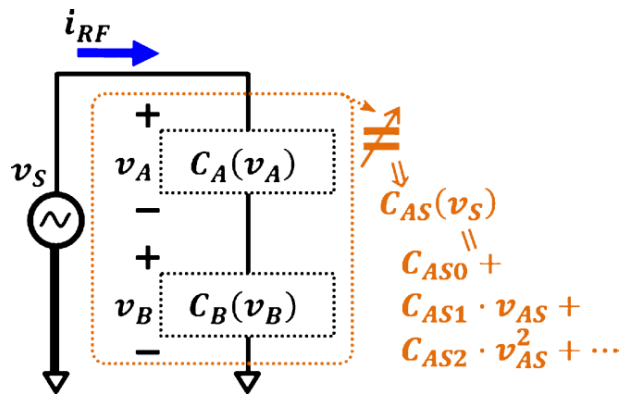 i_RF
+
v_A
C_A(v_A)
−
+
v_B
C_B(v_B)
−
v_S
C_AS(v_S)
=
C_AS0 +
C_AS1 · v_AS +
C_AS2 · v_AS^2 + ⋯